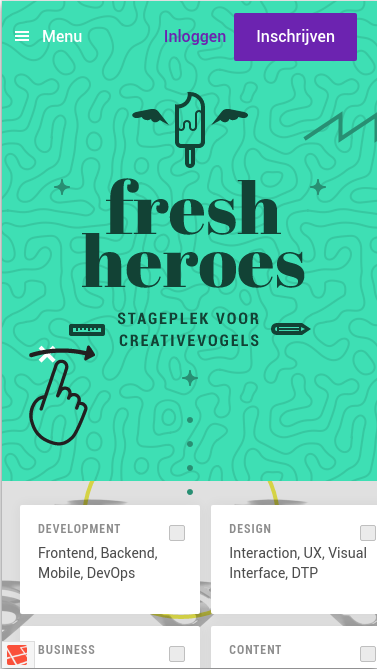 Menu
Inloggen
Inschrijven
fresh
heroes
STAGEPLEK VOOR
CREATIVEVOGELS
DEVELOPMENT
Frontend, Backend,
Mobile, DevOps
DESIGN
Interaction, UX, Visual
Interface, DTP
BUSINESS
CONTENT